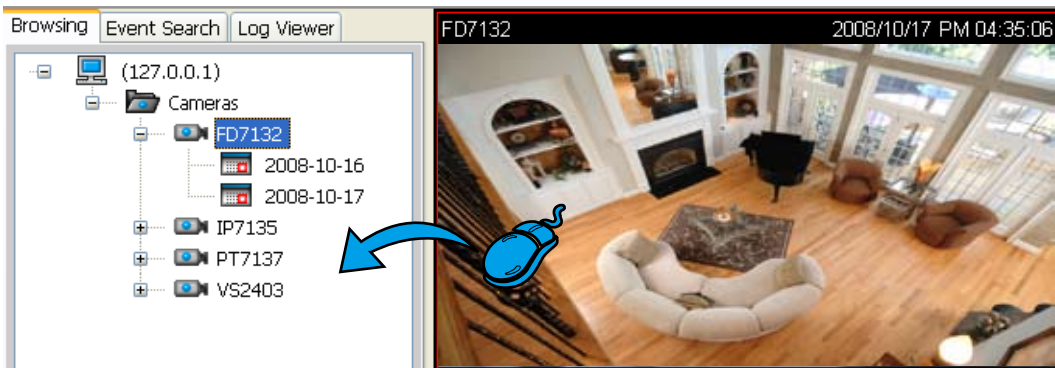 Browsing Event Search Log Viewer
(127.0.0.1)
Cameras
FD7132
2008-10-16
2008-10-17
IP7135
PT7137
VS2403
FD7132 2008/10/17 PM 04:35:06